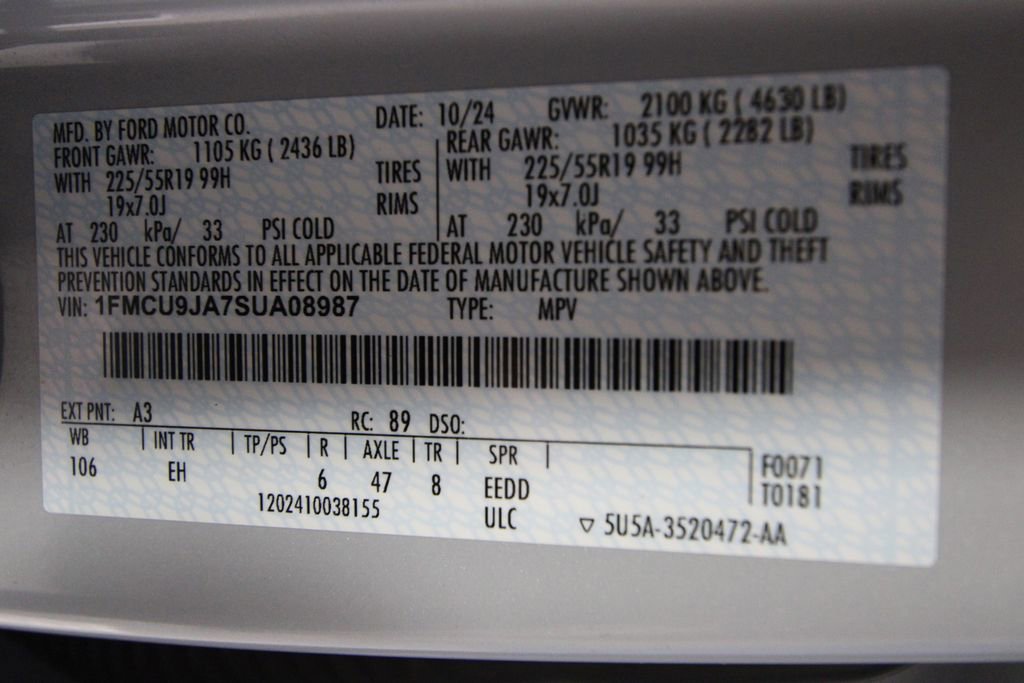 MFD. BY FORD MOTOR CO. DATE: 10/24 GVWR: 2100 KG ( 4630 LB)
FRONT GAWR: 1105 KG ( 2436 LB) REAR GAWR: 1035 KG ( 2282 LB)
WITH 225/55R19 99H TIRES WITH 225/55R19 99H TIRES
19x7.0J RIMS 19x7.0J RIMS
AT 230 kPa/ 33 PSI COLD AT 230 kPa/ 33 PSI COLD
THIS VEHICLE CONFORMS TO ALL APPLICABLE FEDERAL MOTOR VEHICLE SAFETY AND THEFT
PREVENTION STANDARDS IN EFFECT ON THE DATE OF MANUFACTURE SHOWN ABOVE.
VIN: 1FMCU9JA7SUA08987 TYPE: MPV
EXT PNT: A3 RC: 89 DSO:
WB INT TR TP/PS R AXLE TR SPR F0071
106 EH 6 47 8 EEDD T0181
1202410038155 ULC ▽ 5U5A-3520472-AA